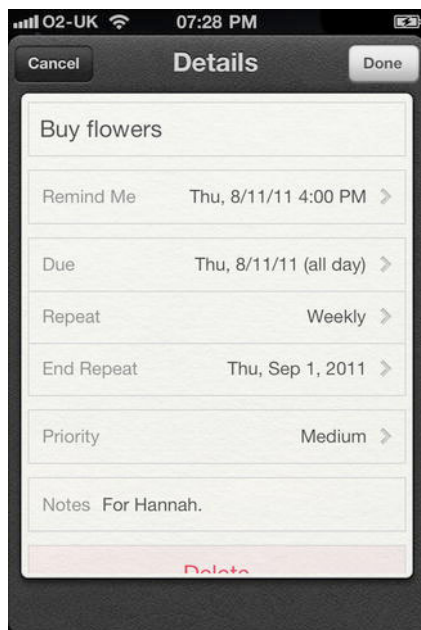 O2-UK 07:28 PM
Cancel Details Done
Buy flowers
Remind Me Thu, 8/11/11 4:00 PM
Due Thu, 8/11/11 (all day)
Repeat Weekly
End Repeat Thu, Sep 1, 2011
Priority Medium
Notes For Hannah.
Delete